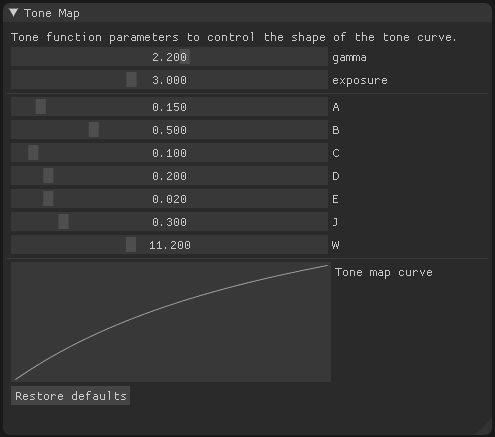 Tone Map
Tone function parameters to control the shape of the tone curve.
2.200 gamma
3.000 exposure
0.150 A
0.500 B
0.100 C
0.200 D
0.020 E
0.300 J
11.200 W
Tone map curve
Restore defaults